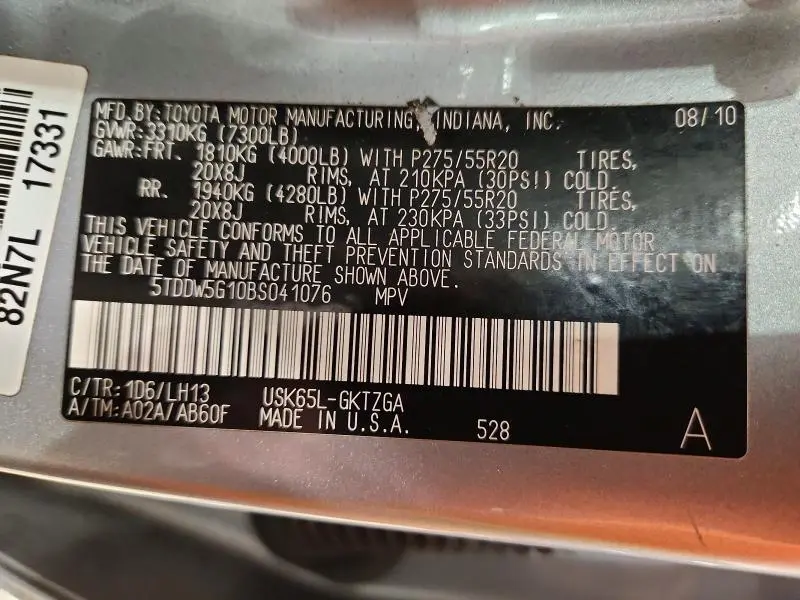 MFD.BY:TOYOTA MOTOR MANUFACTURING, INDIANA, INC. 08/10
GVWR:3310KG (7300LB)
GAWR:FRT. 1810KG (4000LB) WITH P275/55R20 TIRES,
20X8J RIMS, AT 210KPA (30PSI) COLD.
RR. 1940KG (4280LB) WITH P275/55R20 TIRES,
20X8J RIMS, AT 230KPA (33PSI) COLD
THIS VEHICLE CONFORMS TO ALL APPLICABLE FEDERAL MOTOR
VEHICLE SAFETY AND THEFT PREVENTION STANDARDS IN EFFECT ON
THE DATE OF MANUFACTURE SHOWN ABOVE.
5TDDW5G10BS041076 MPV
C/TR:1D6/LH13 USK65L-GKTZGA
A/TM:A02A/AB60F MADE IN U.S.A. 528 A
82N7L 17331